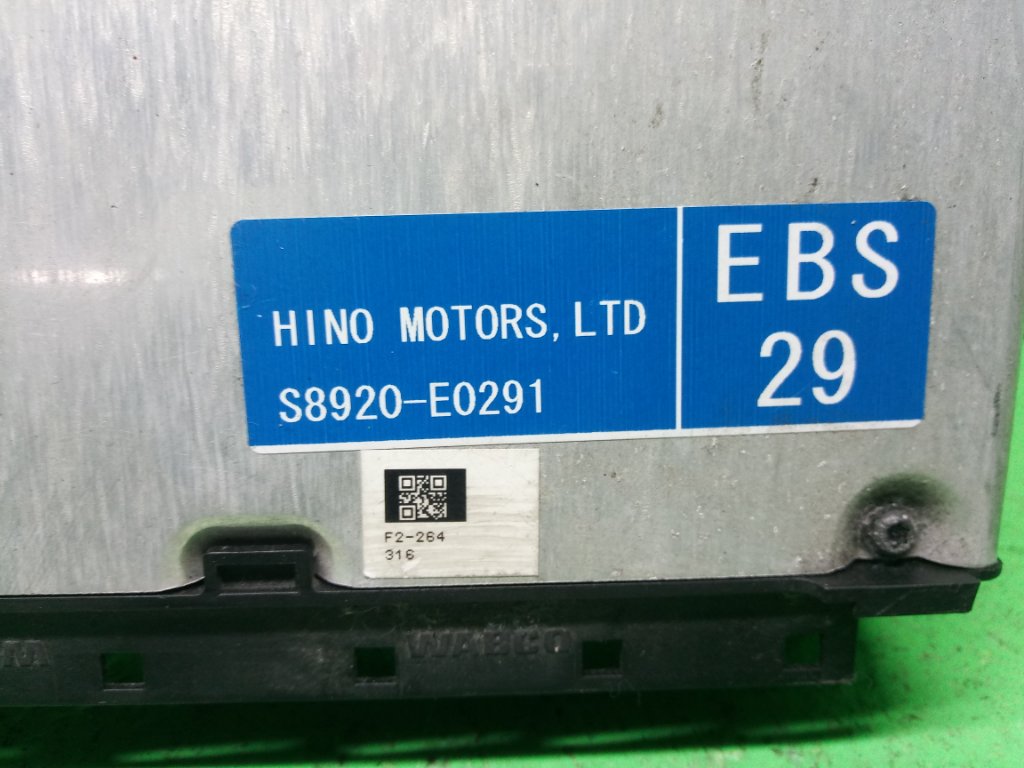 HINO MOTORS,LTD
S8920-E0291
EBS
29
F2-264
316
WABCO